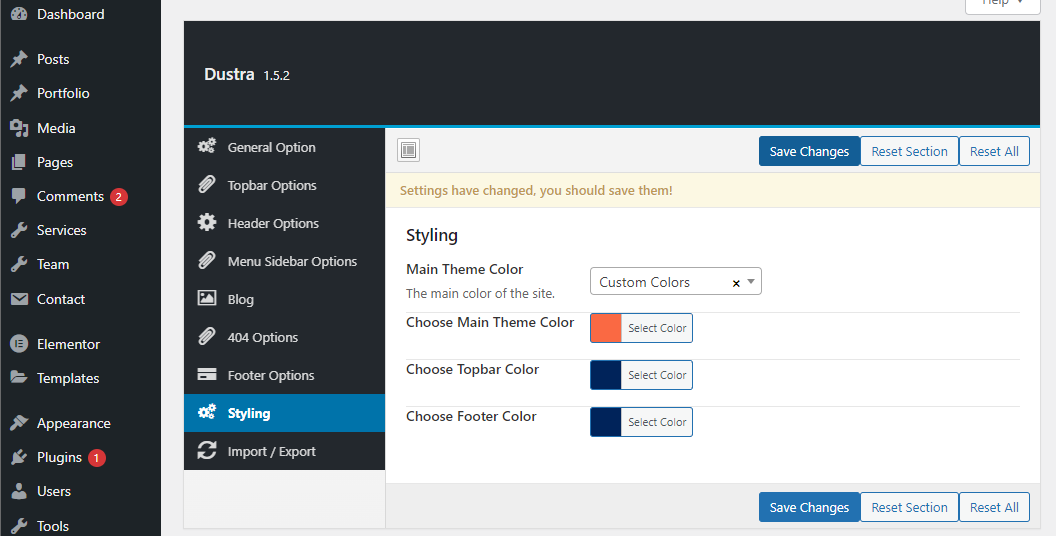 Dashboard
Posts
Portfolio
Media
Pages
Comments 2
Services
Team
Contact
Elementor
Templates
Appearance
Plugins 1
Users
Tools
Help
Dustra 1.5.2
General Option
Topbar Options
Header Options
Menu Sidebar Options
Blog
404 Options
Footer Options
Styling
Import / Export
Save Changes Reset Section Reset All
Settings have changed, you should save them!
Styling
Main Theme Color
The main color of the site.
Custom Colors ×
Choose Main Theme Color Select Color
Choose Topbar Color Select Color
Choose Footer Color Select Color
Save Changes Reset Section Reset All